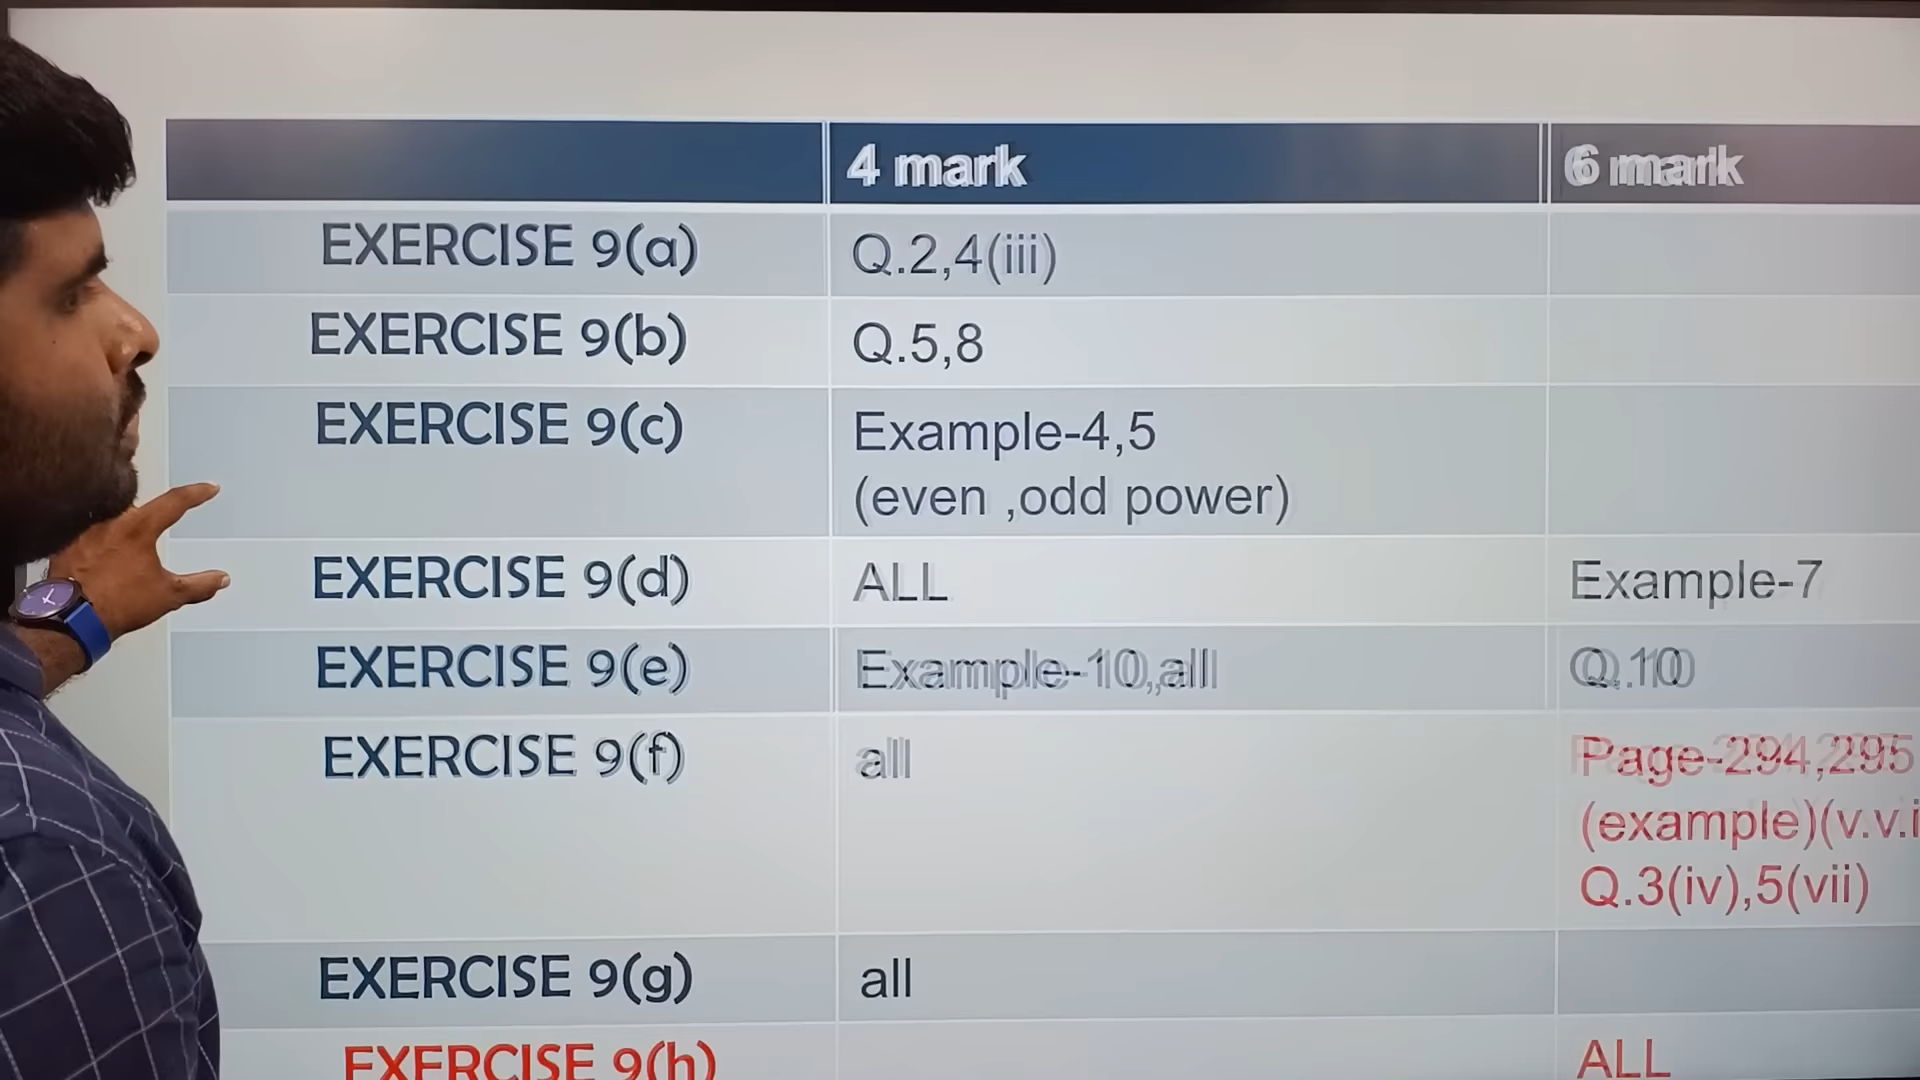 4 mark 6 mark
EXERCISE 9(a) Q.2,4(iii)
EXERCISE 9(b) Q.5,8
EXERCISE 9(c) Example-4,5
(even ,odd power)
EXERCISE 9(d) ALL Example-7
EXERCISE 9(e) Example-10,all Q.10
EXERCISE 9(f) all Page-294,295
(example)(v.v.i
Q.3(iv),5(vii)
EXERCISE 9(g) all
EXERCISE 9(h) ALL